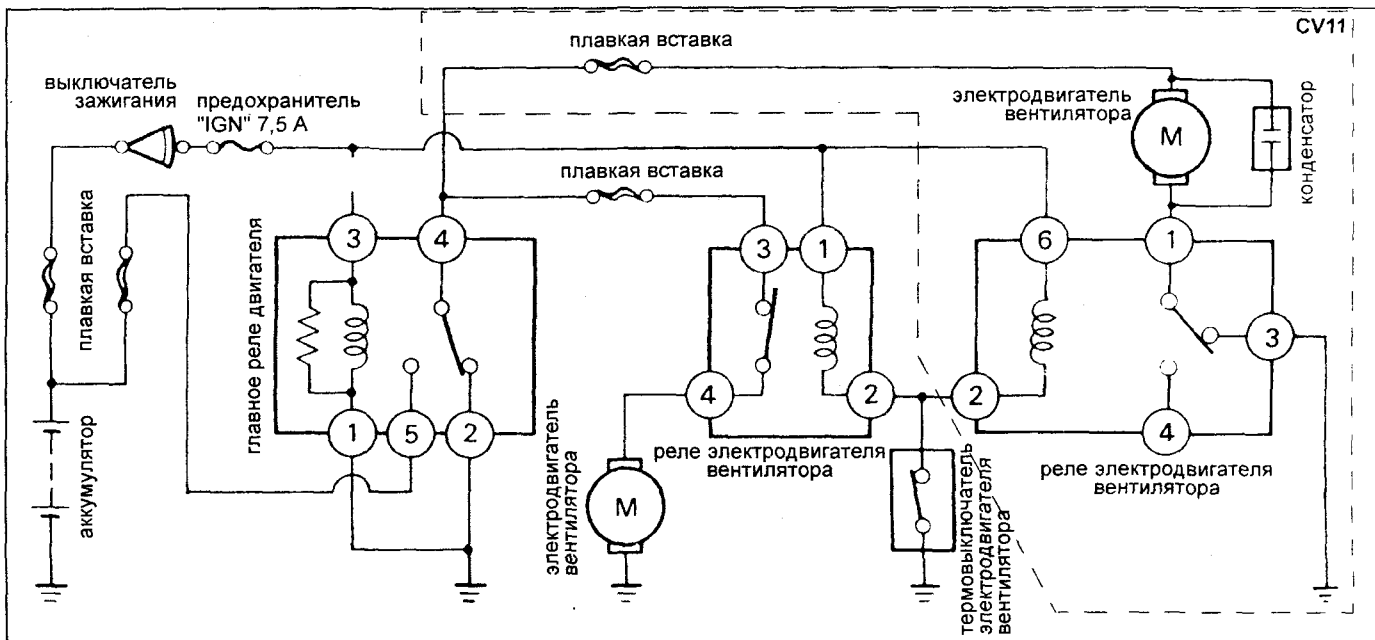 CV11
плавкая вставка
выключатель
зажигания
предохранитель
"IGN" 7,5 А
электродвигатель
вентилятора
М
конденсатор
плавкая вставка
плавкая вставка
главное реле двигателя
3
4
1
5
2
аккумулятор
3
1
4
2
реле электродвигателя
вентилятора
электродвигатель
вентилятора
М
термовыключатель
электродвигателя
вентилятора
6
1
3
2
4
реле электродвигателя
вентилятора